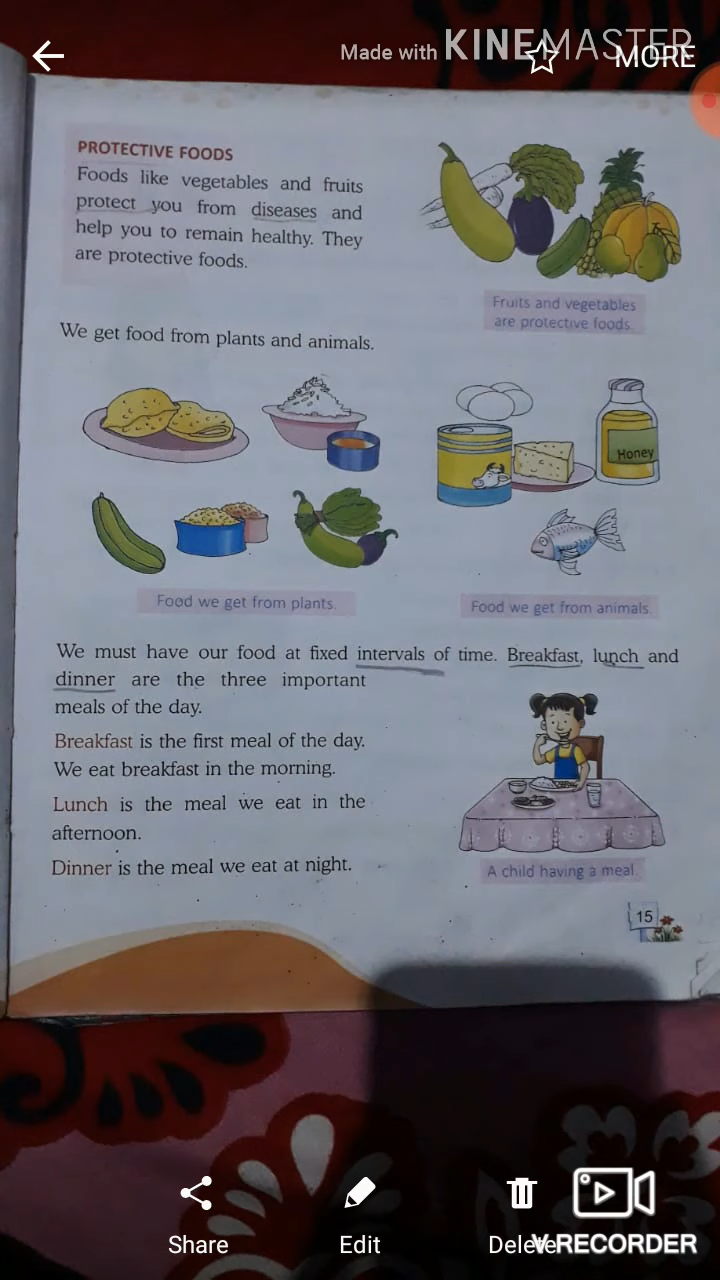 Made with KINEMASTER
MORE
PROTECTIVE FOODS
Foods like vegetables and fruits
protect you from diseases and
help you to remain healthy. They
are protective foods.
Fruits and vegetables
are protective foods.
We get food from plants and animals.
Honey
Food we get from plants.
Food we get from animals.
We must have our food at fixed intervals of time. Breakfast, lunch and
dinner are the three important
meals of the day.
Breakfast is the first meal of the day.
We eat breakfast in the morning.
Lunch is the meal we eat in the
afternoon.
Dinner is the meal we eat at night.
A child having a meal.
15
Share
Edit
Delete
V RECORDER